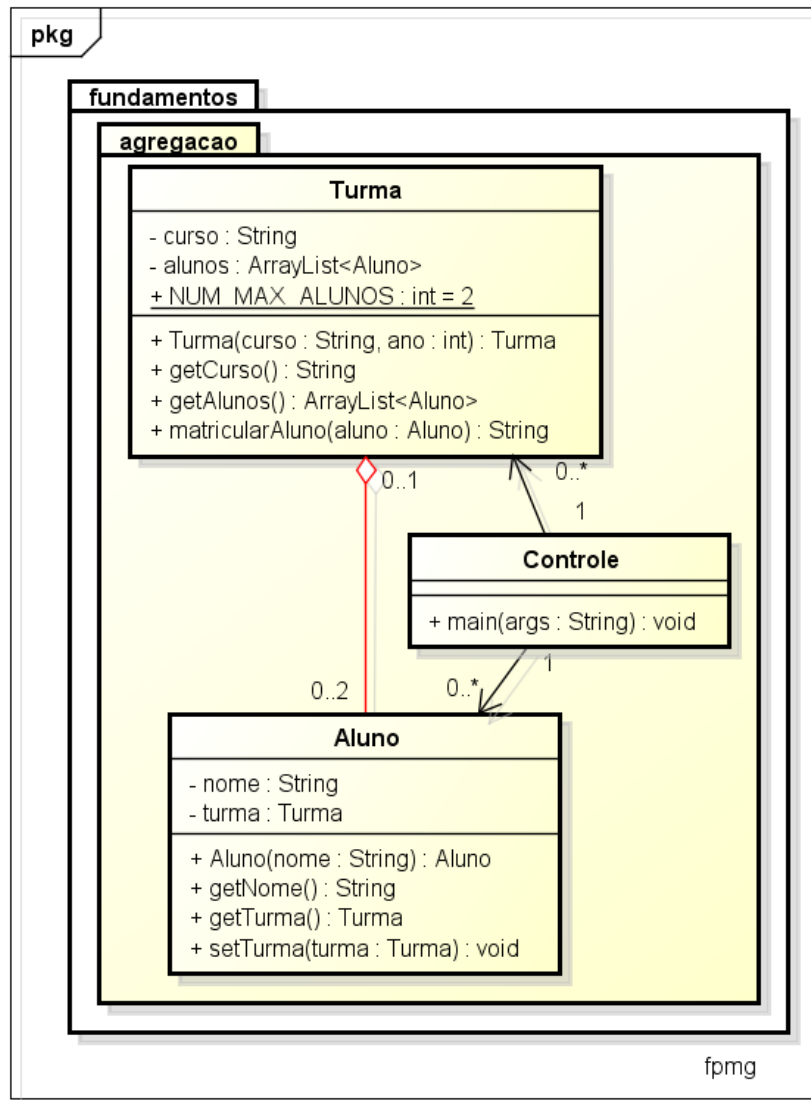 pkg
fundamentos
agregacao
Turma
- curso : String
- alunos : ArrayList<Aluno>
+ NUM_MAX_ALUNOS : int = 2
+ Turma(curso : String, ano : int) : Turma
+ getCurso() : String
+ getAlunos() : ArrayList<Aluno>
+ matricularAluno(aluno : Aluno) : String
0..1
0..*
1
Controle
+ main(args : String) : void
1
0..2
0..*
Aluno
- nome : String
- turma : Turma
+ Aluno(nome : String) : Aluno
+ getNome() : String
+ getTurma() : Turma
+ setTurma(turma : Turma) : void
fpmg